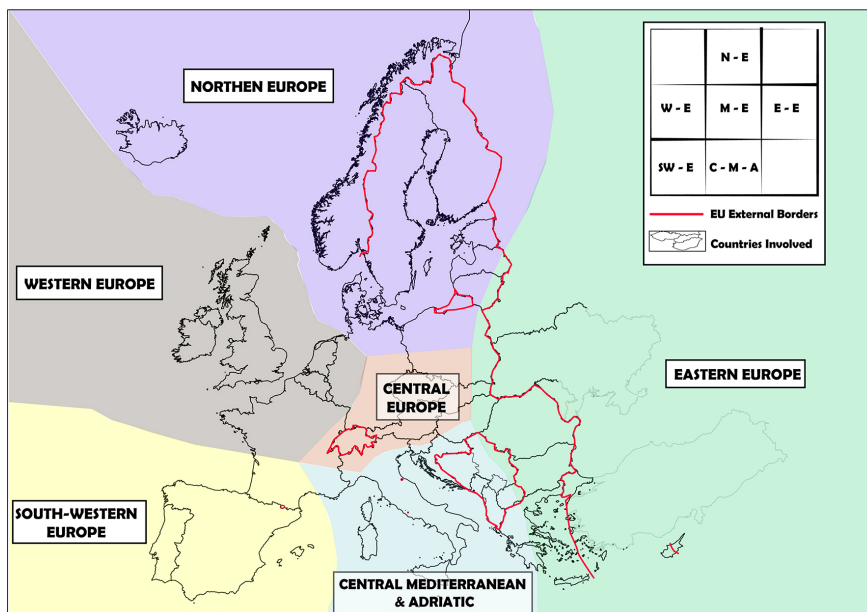 NORTHEN EUROPE
N - E
W - E
M - E
E - E
SW - E
C - M - A
EU External Borders
Countries Involved
WESTERN EUROPE
CENTRAL
EUROPE
EASTERN EUROPE
SOUTH-WESTERN
EUROPE
CENTRAL MEDITERRANEAN
& ADRIATIC